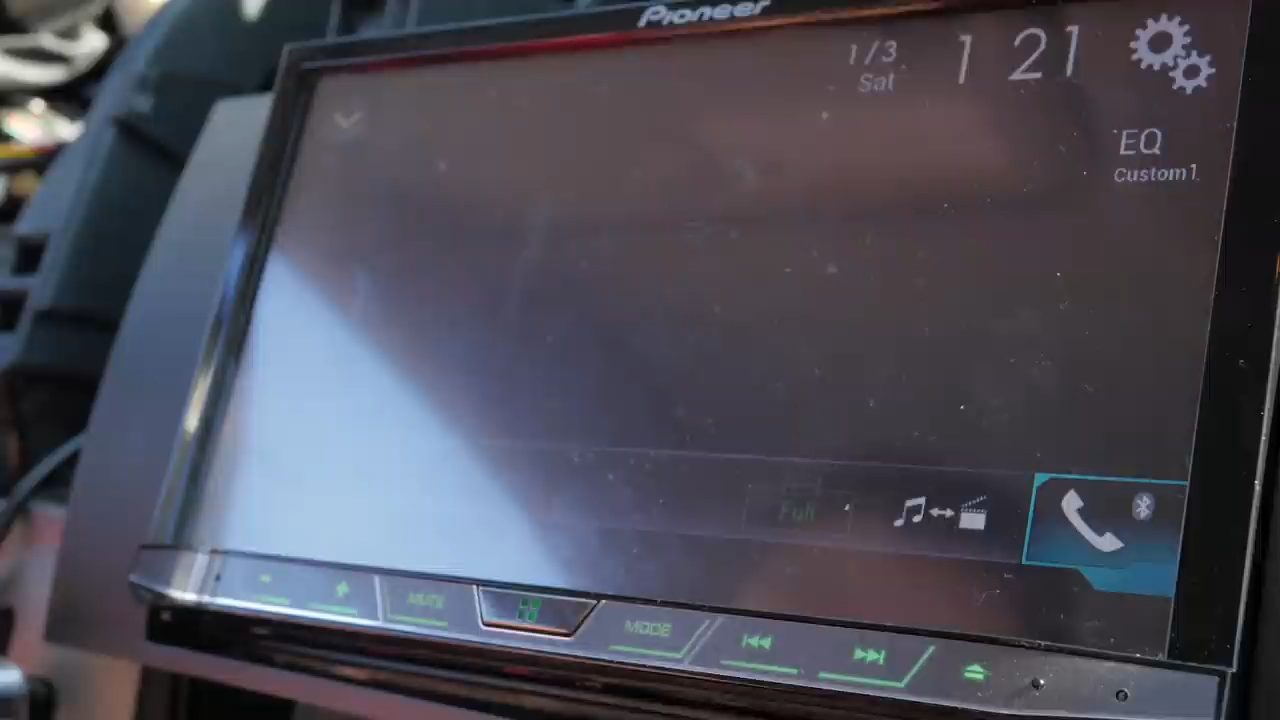 Pioneer
1/3
Sat
1 21
EQ
Custom1
Full
MUTE
MODE